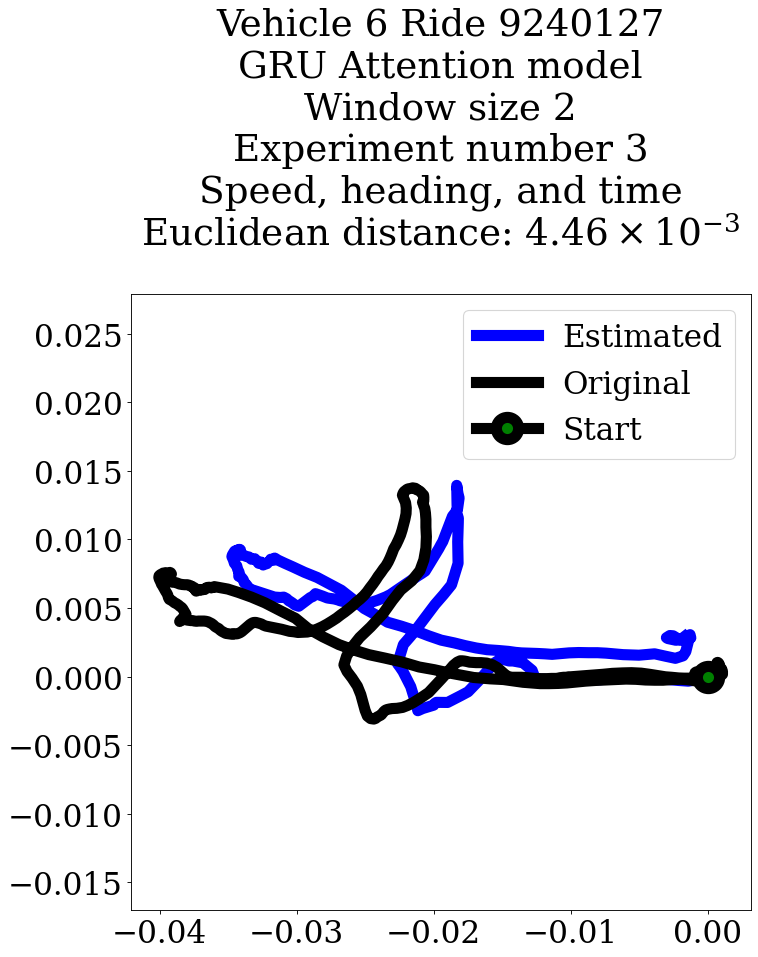 Vehicle 6 Ride 9240127
GRU Attention model
Window size 2
Experiment number 3
Speed, heading, and time
Euclidean distance: 4.46 × 10⁻³
Estimated
Original
Start
0.025
0.020
0.015
0.010
0.005
0.000
−0.005
−0.010
−0.015
−0.04 −0.03 −0.02 −0.01 0.00